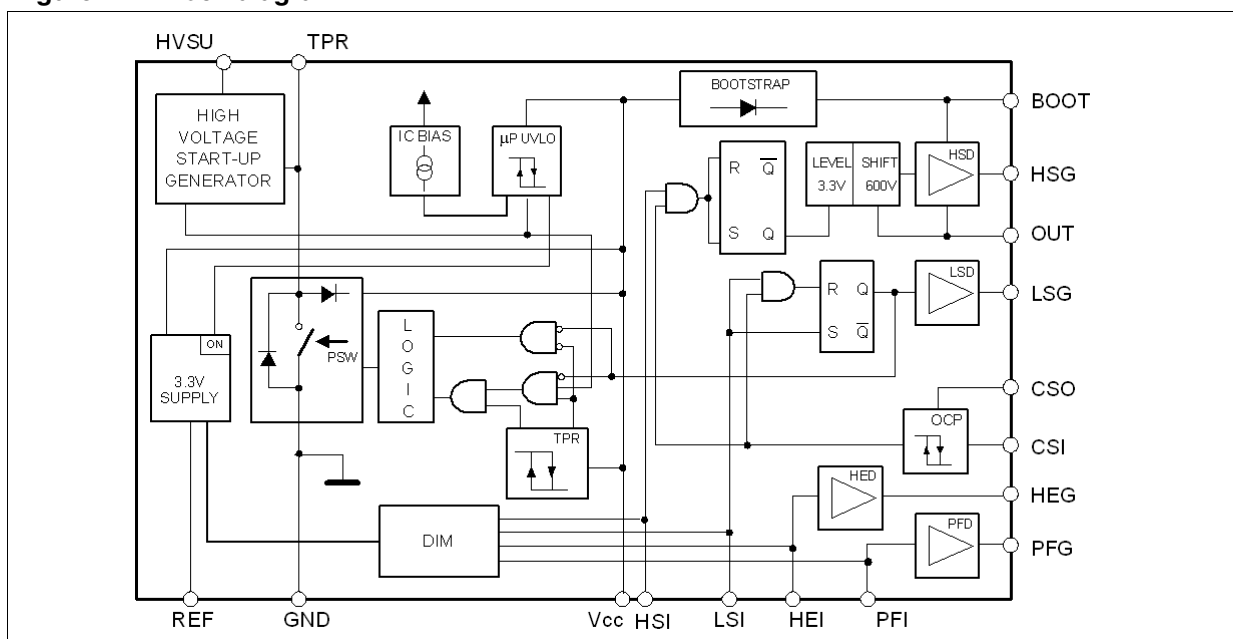 HVSU
TPR
BOOTSTRAP
BOOT
HIGH
VOLTAGE
START-UP
GENERATOR
IC BIAS
µP UVLO
R Q̅
S Q
LEVEL SHIFT
3.3V 600V
HSD
HSG
OUT
R Q
S Q̅
LSD
LSG
ON
3.3V
SUPPLY
PSW
LOGIC
TPR
CSO
OCP
CSI
HED
HEG
PFD
PFG
DIM
REF
GND
Vcc
HSI
LSI
HEI
PFI